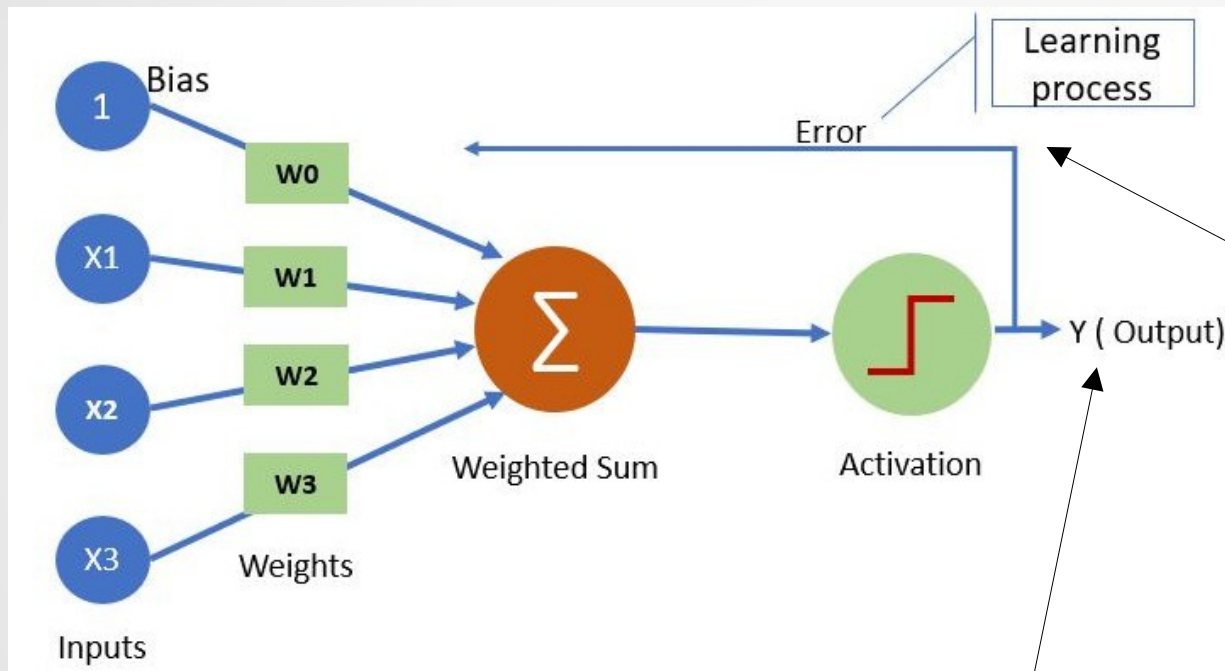 Learning
process
Bias
1
Error
W0
X1
W1
Σ
Y ( Output)
W2
X2
Weighted Sum
Activation
W3
X3
Weights
Inputs